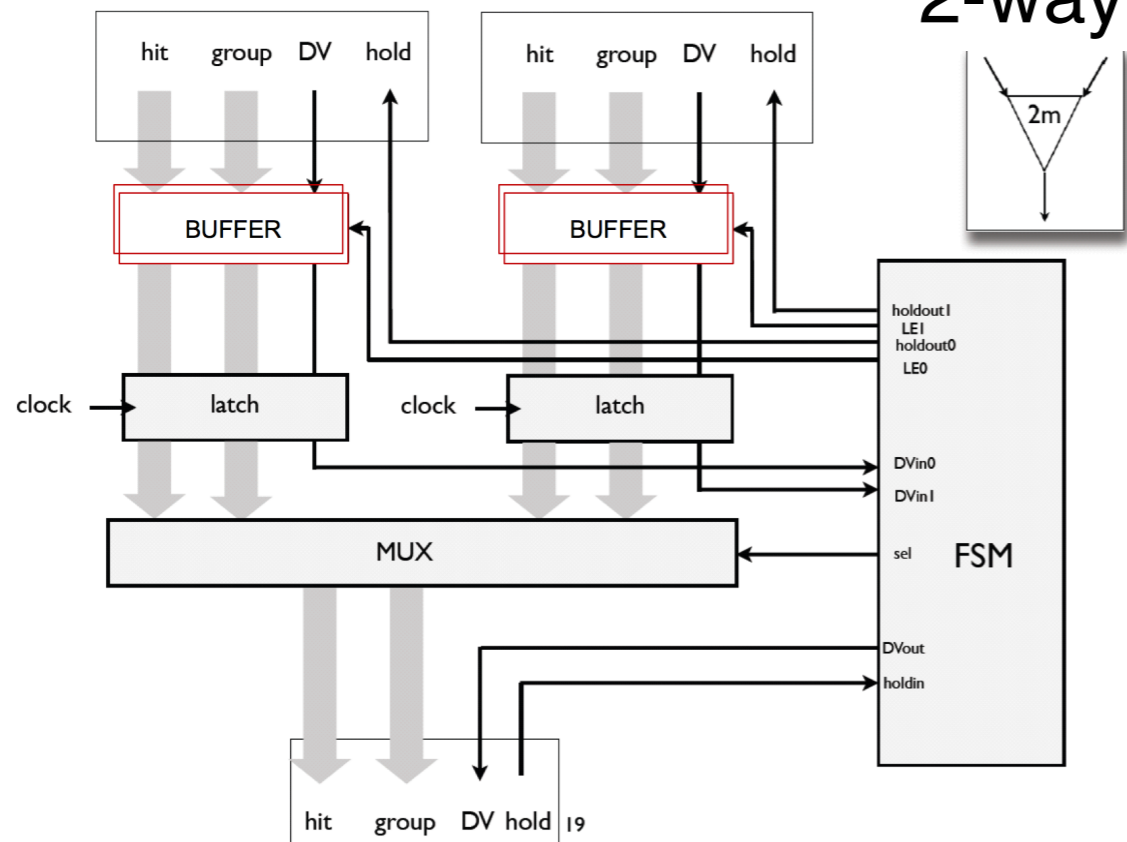 2-way
hit group DV hold
hit group DV hold
2m
BUFFER
BUFFER
holdout1
LE1
holdout0
LE0
clock
latch
clock
latch
DVin0
DVin1
MUX
sel
FSM
DVout
holdin
hit group DV hold
19